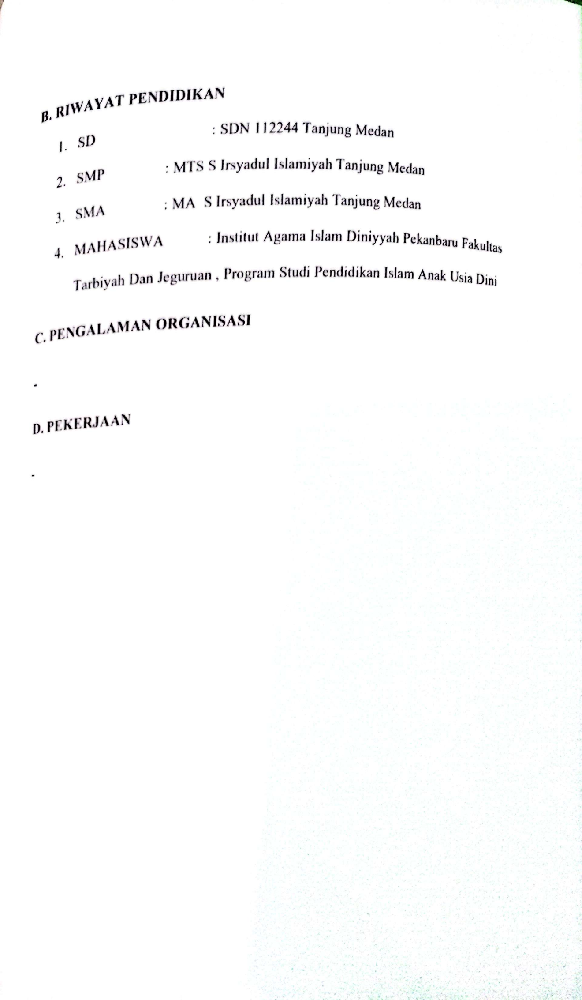 B. RIWAYAT PENDIDIKAN
1. SD : SDN 112244 Tanjung Medan
2. SMP : MTS S Irsyadul Islamiyah Tanjung Medan
3. SMA : MA S Irsyadul Islamiyah Tanjung Medan
4. MAHASISWA : Institut Agama Islam Diniyyah Pekanbaru Fakultas
Tarbiyah Dan Jeguruan , Program Studi Pendidikan Islam Anak Usia Dini
C. PENGALAMAN ORGANISASI
-
D. PEKERJAAN
-